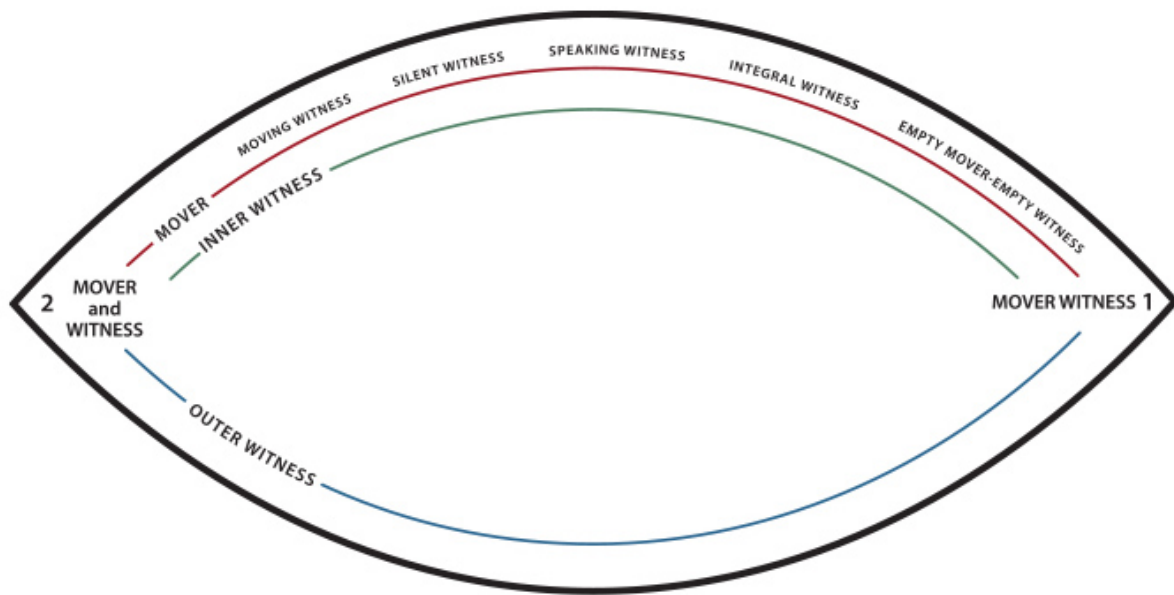 SPEAKING WITNESS
SILENT WITNESS
INTEGRAL WITNESS
MOVING WITNESS
EMPTY MOVER-EMPTY WITNESS
MOVER
INNER WITNESS
2
MOVER
and
WITNESS
MOVER WITNESS 1
OUTER WITNESS